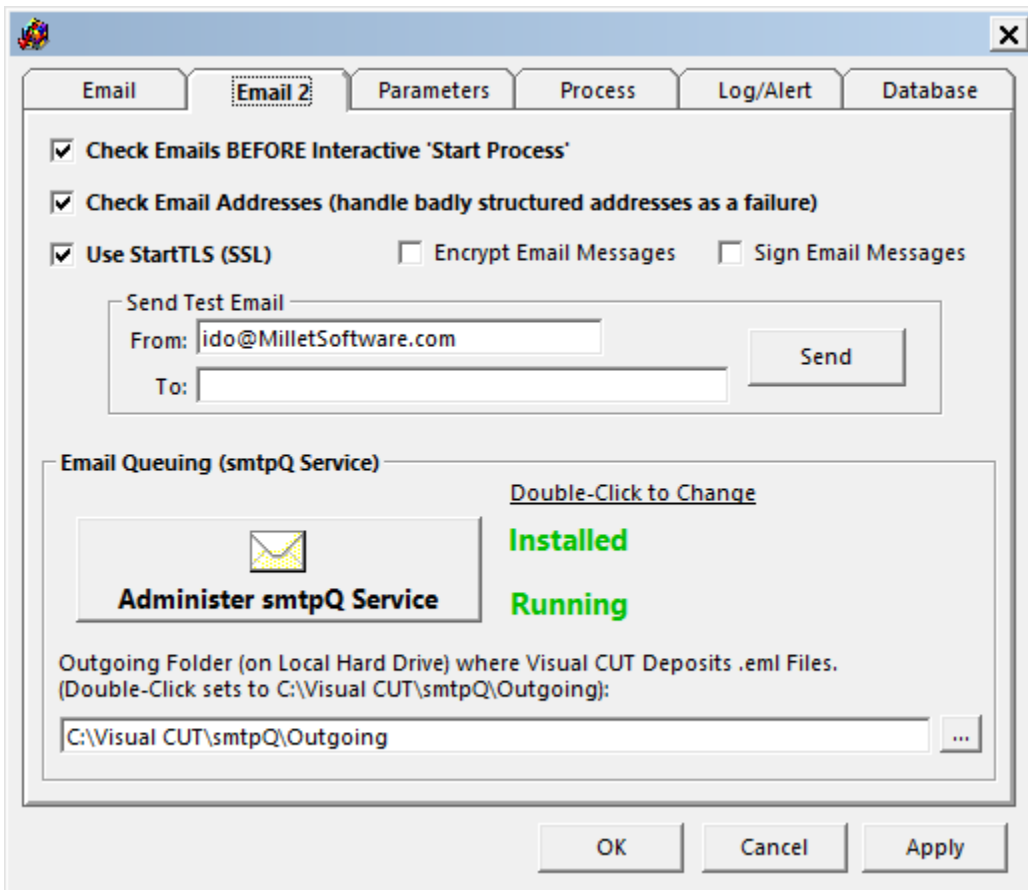 Email
Email 2
Parameters
Process
Log/Alert
Database
Check Emails BEFORE Interactive 'Start Process'
Check Email Addresses (handle badly structured addresses as a failure)
Use StartTLS (SSL)
Encrypt Email Messages
Sign Email Messages
Send Test Email
From: ido@MilletSoftware.com
Send
To:
Email Queuing (smtpQ Service)
Double-Click to Change
Installed
Administer smtpQ Service
Running
Outgoing Folder (on Local Hard Drive) where Visual CUT Deposits .eml Files.
(Double-Click sets to C:\Visual CUT\smtpQ\Outgoing):
C:\Visual CUT\smtpQ\Outgoing
...
OK
Cancel
Apply